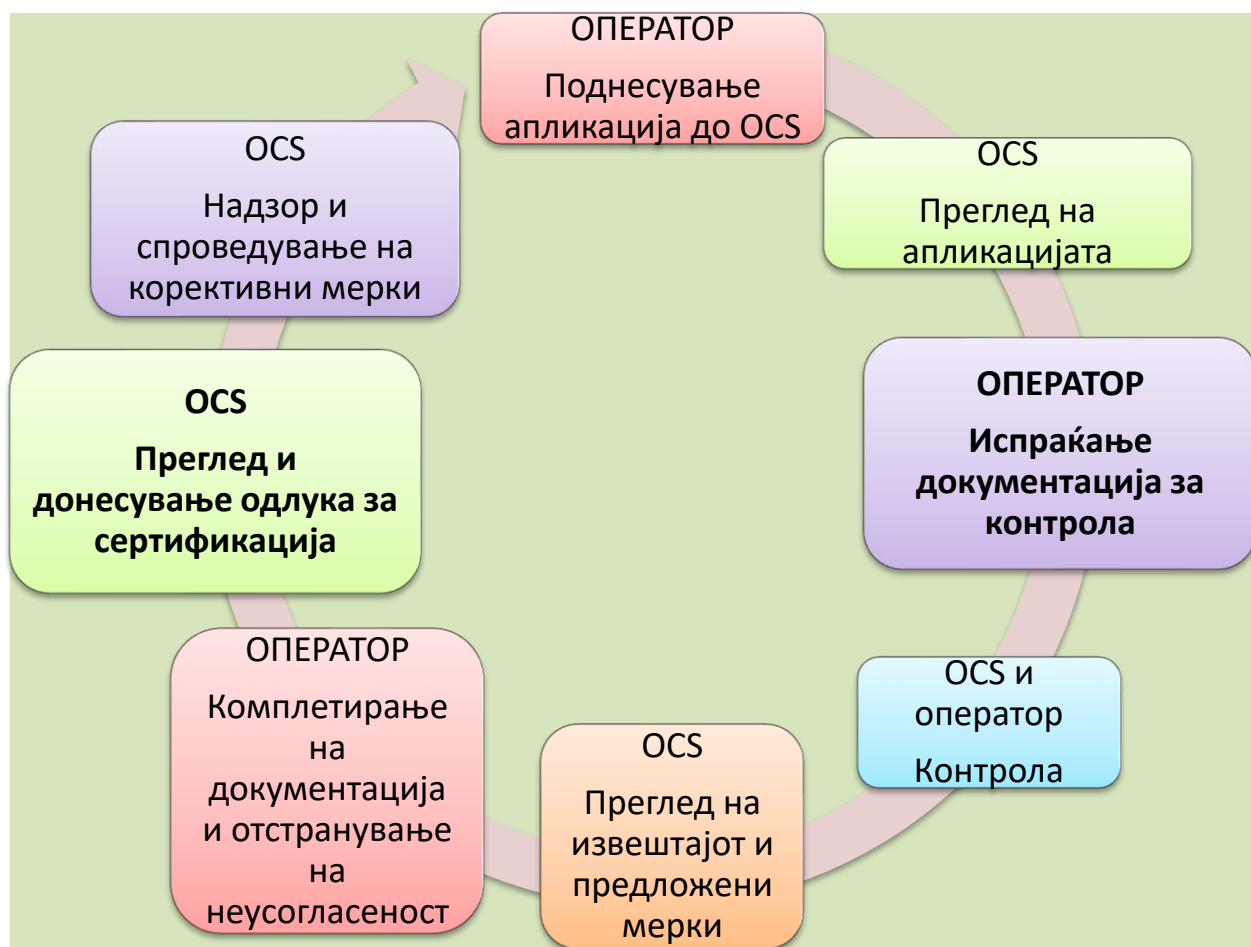 ОПЕРАТОР
Поднесување
апликација до OCS
OCS
Преглед на
апликацијата
ОПЕРАТОР
Испраќање
документација за
контрола
OCS и
оператор
Контрола
OCS
Преглед на
извештајот и
предложени
мерки
ОПЕРАТОР
Комплетирање
на
документација
и отстранување
на
неусогласеност
OCS
Преглед и
донесување одлука за
сертификација
OCS
Надзор и
спроведување на
корективни мерки